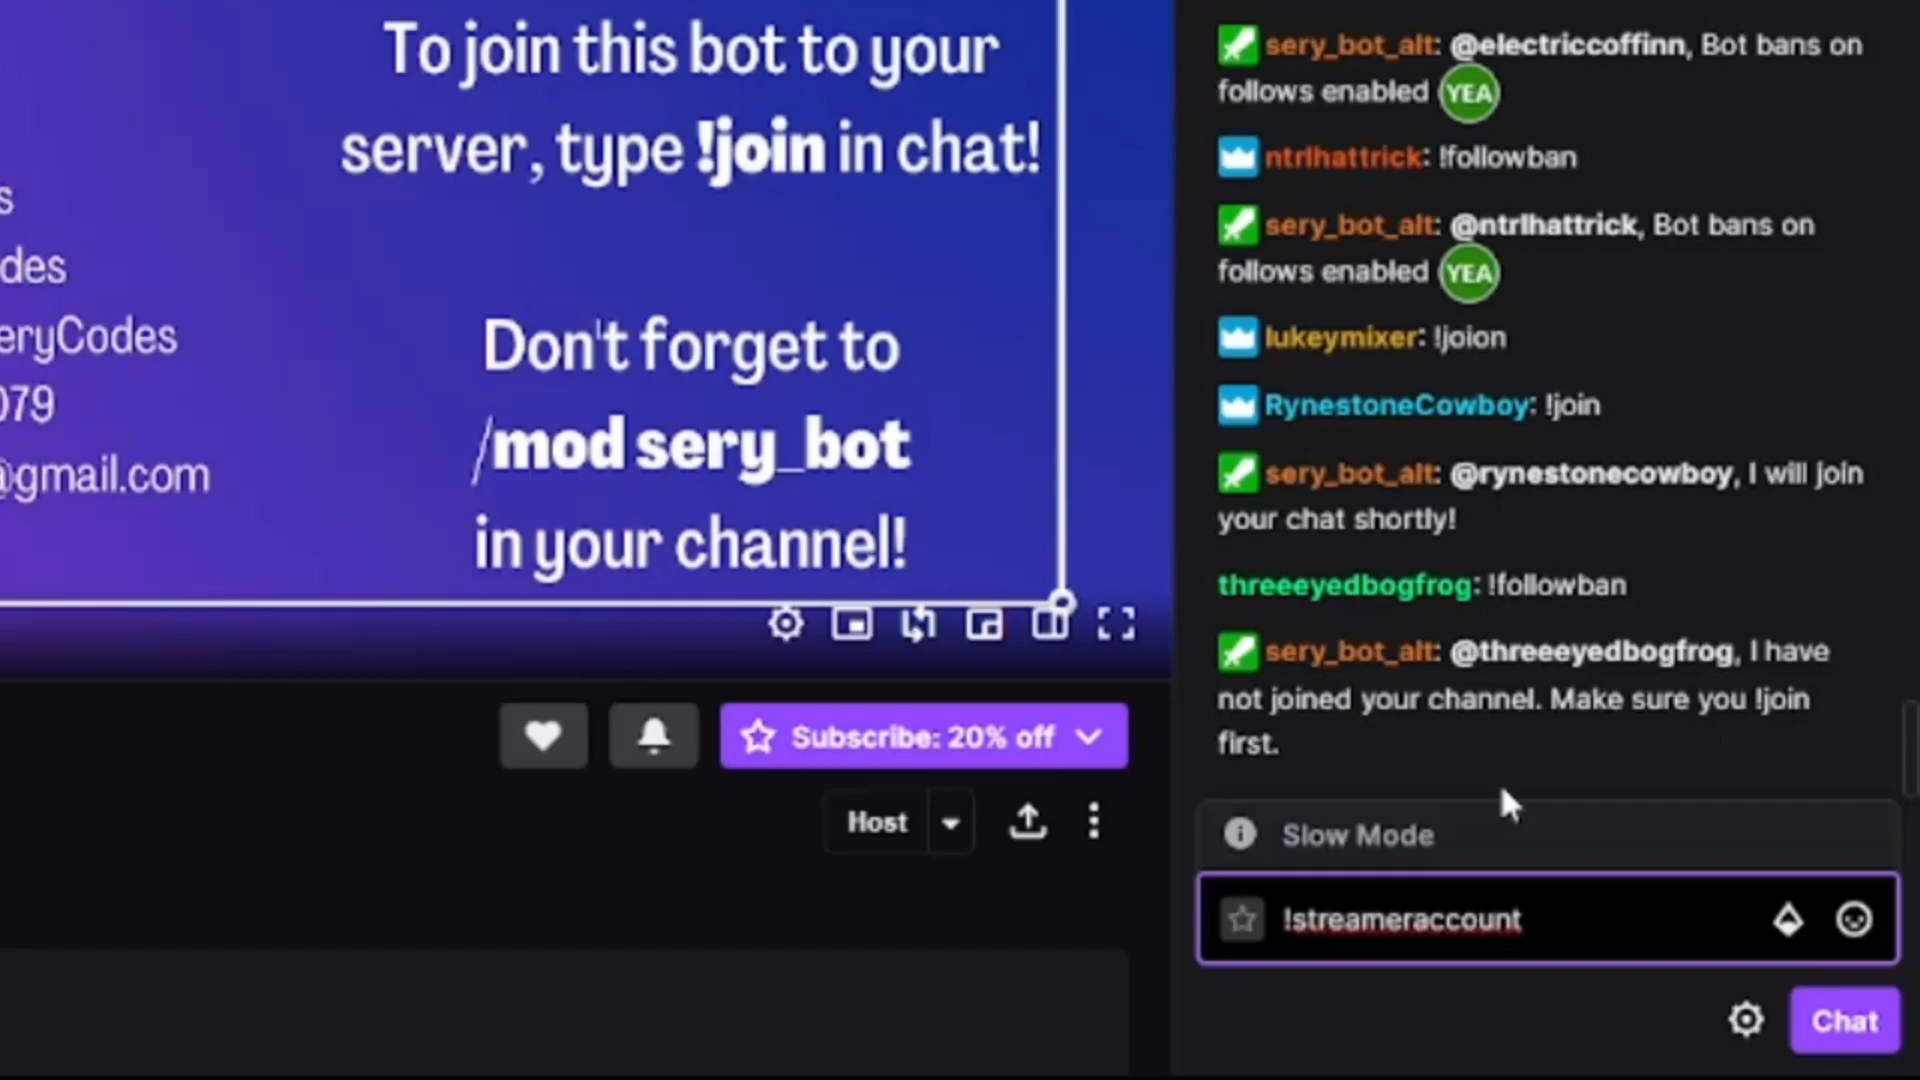 To join this bot to your
server, type !join in chat!
Don't forget to
/mod sery_bot
in your channel!
s
des
eryCodes
079
@gmail.com
Subscribe: 20% off
Host
sery_bot_alt: @electriccoffinn, Bot bans on
follows enabled YEA
ntrlhattrick: !followban
sery_bot_alt: @ntrlhattrick, Bot bans on
follows enabled YEA
lukeymixer: !joion
RynestoneCowboy: !join
sery_bot_alt: @rynestonecowboy, I will join
your chat shortly!
threeeyedbogfrog: !followban
sery_bot_alt: @threeeyedbogfrog, I have
not joined your channel. Make sure you !join
first.
Slow Mode
!streameraccount
Chat